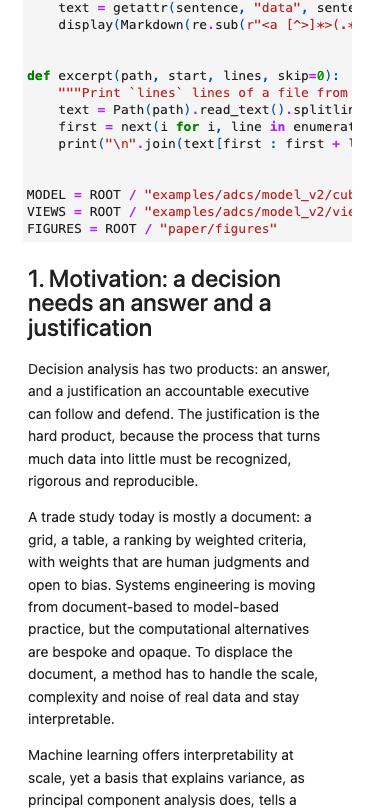 text = getattr(sentence, "data", sente
display(Markdown(re.sub(r"<a [^>]*>(.*
def excerpt(path, start, lines, skip=0):
"""Print `lines` lines of a file from
text = Path(path).read_text().splitlin
first = next(i for i, line in enumerat
print("\n".join(text[first : first + l
MODEL = ROOT / "examples/adcs/model_v2/cub
VIEWS = ROOT / "examples/adcs/model_v2/vie
FIGURES = ROOT / "paper/figures"
1. Motivation: a decision
needs an answer and a
justification
Decision analysis has two products: an answer,
and a justification an accountable executive
can follow and defend. The justification is the
hard product, because the process that turns
much data into little must be recognized,
rigorous and reproducible.
A trade study today is mostly a document: a
grid, a table, a ranking by weighted criteria,
with weights that are human judgments and
open to bias. Systems engineering is moving
from document-based to model-based
practice, but the computational alternatives
are bespoke and opaque. To displace the
document, a method has to handle the scale,
complexity and noise of real data and stay
interpretable.
Machine learning offers interpretability at
scale, yet a basis that explains variance, as
principal component analysis does, tells a